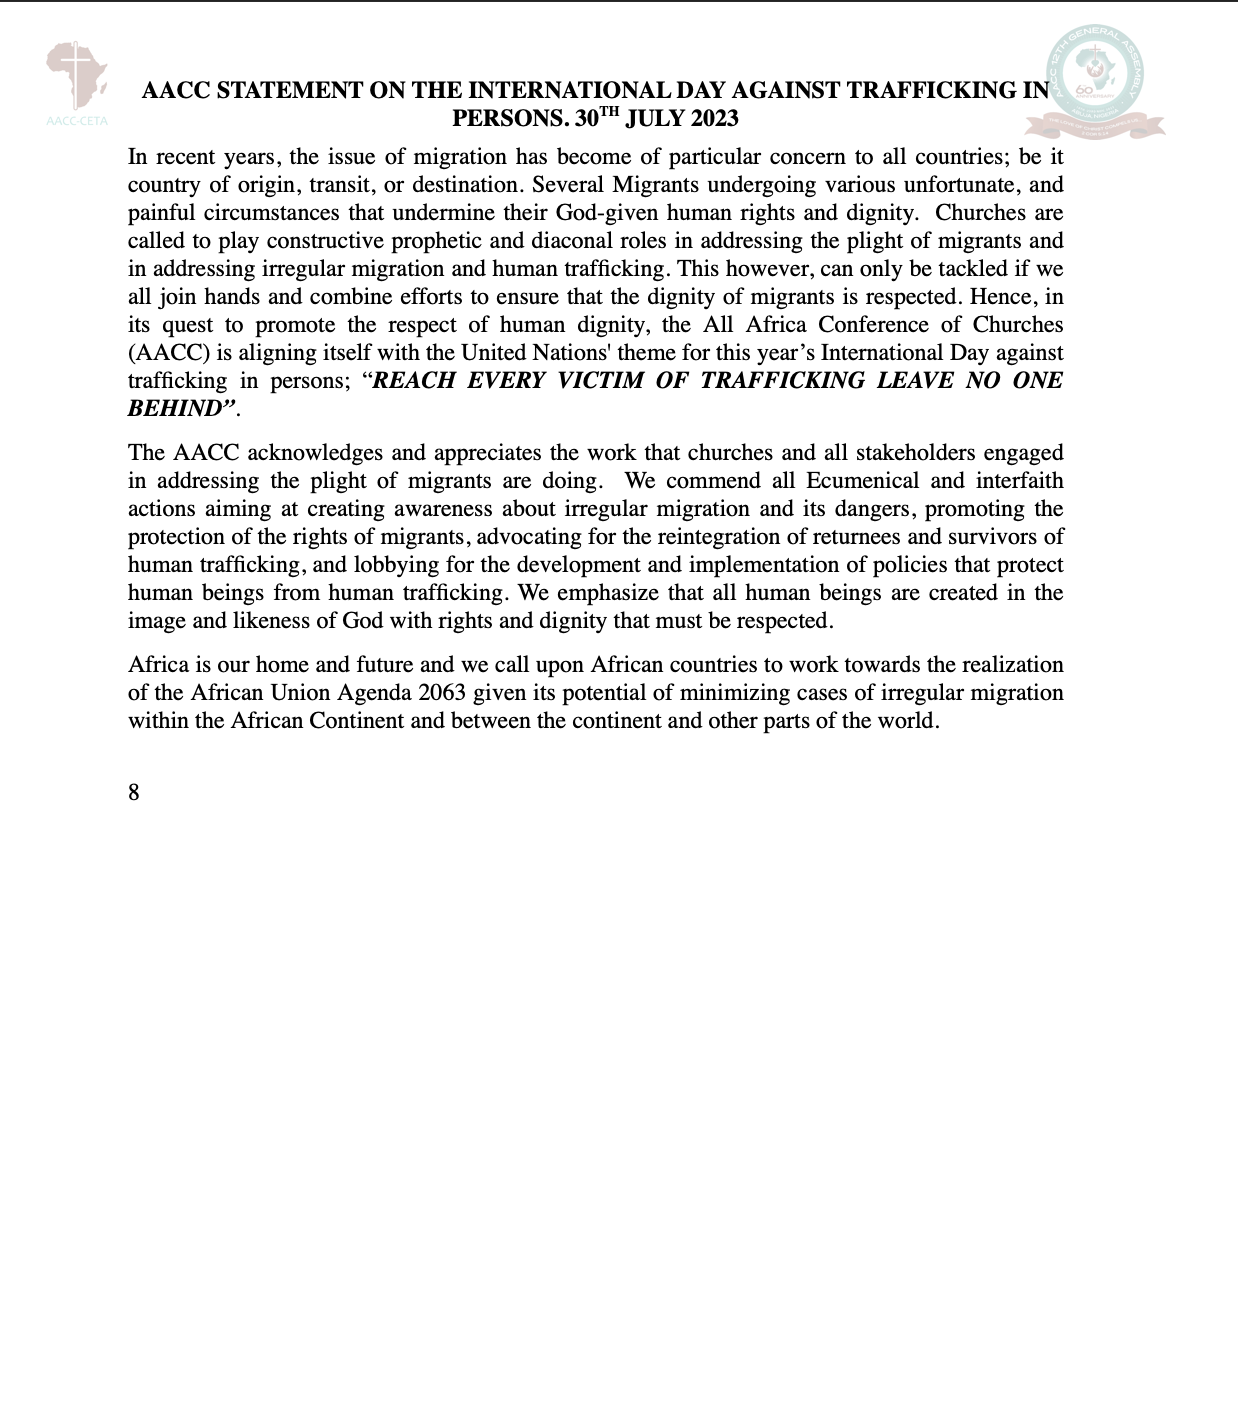 AACC-CETA
AACC 12TH GENERAL ASSEMBLY
60
ANNIVERSARY
ABUJA, NIGERIA
AACC STATEMENT ON THE INTERNATIONAL DAY AGAINST TRAFFICKING IN
PERSONS. 30TH JULY 2023
In recent years, the issue of migration has become of particular concern to all countries; be it
country of origin, transit, or destination. Several Migrants undergoing various unfortunate, and
painful circumstances that undermine their God-given human rights and dignity.  Churches are
called to play constructive prophetic and diaconal roles in addressing the plight of migrants and
in addressing irregular migration and human trafficking. This however, can only be tackled if we
all join hands and combine efforts to ensure that the dignity of migrants is respected. Hence, in
its quest to promote the respect of human dignity, the All Africa Conference of Churches
(AACC) is aligning itself with the United Nations' theme for this year’s International Day against
trafficking in persons; “REACH EVERY VICTIM OF TRAFFICKING LEAVE NO ONE
BEHIND”.
The AACC acknowledges and appreciates the work that churches and all stakeholders engaged
in addressing the plight of migrants are doing.  We commend all Ecumenical and interfaith
actions aiming at creating awareness about irregular migration and its dangers, promoting the
protection of the rights of migrants, advocating for the reintegration of returnees and survivors of
human trafficking, and lobbying for the development and implementation of policies that protect
human beings from human trafficking. We emphasize that all human beings are created in the
image and likeness of God with rights and dignity that must be respected.
Africa is our home and future and we call upon African countries to work towards the realization
of the African Union Agenda 2063 given its potential of minimizing cases of irregular migration
within the African Continent and between the continent and other parts of the world.
8